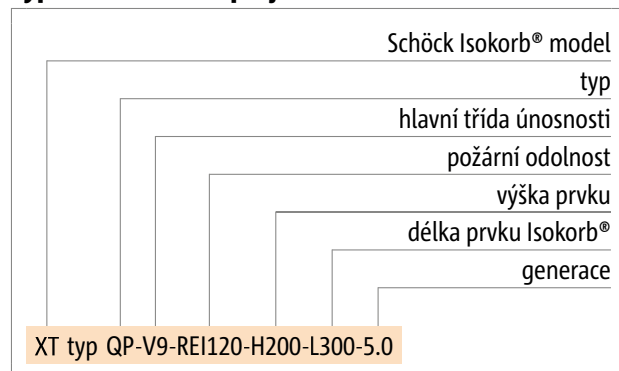 Schöck Isokorb® model
typ
hlavní třída únosnosti
požární odolnost
výška prvku
délka prvku Isokorb®
generace
XT typ QP-V9-REI120-H200-L300-5.0